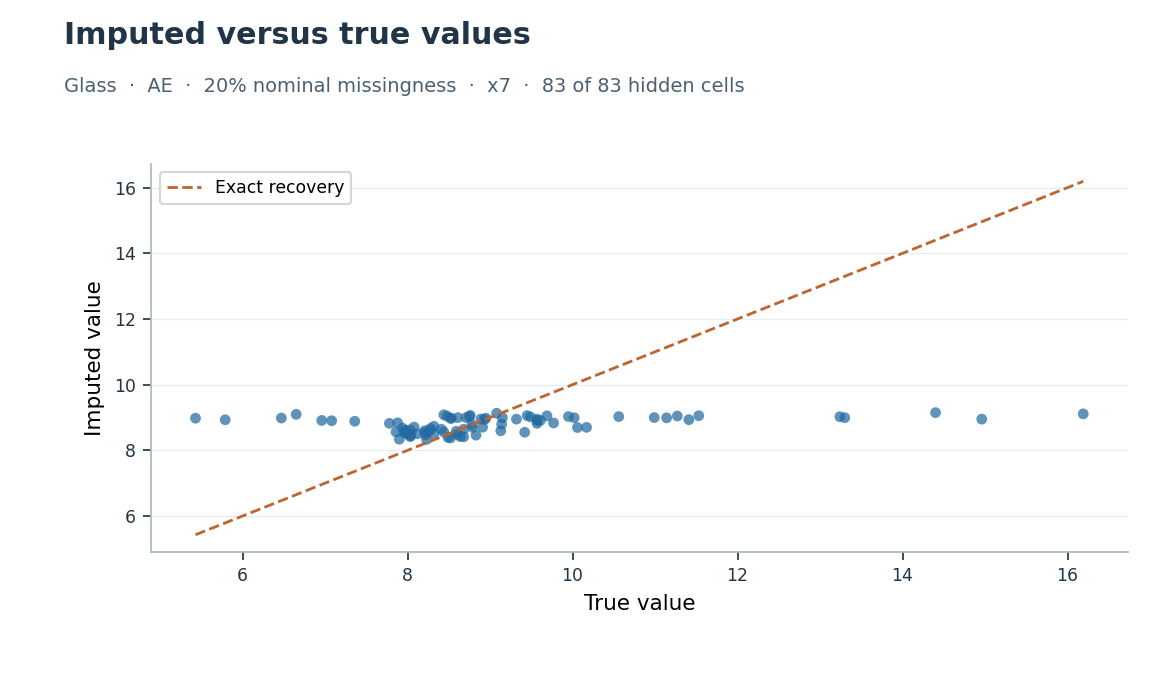 Imputed versus true values
Glass · AE · 20% nominal missingness · x7 · 83 of 83 hidden cells
Exact recovery
16
14
12
10
8
6
Imputed value
6 8 10 12 14 16
True value